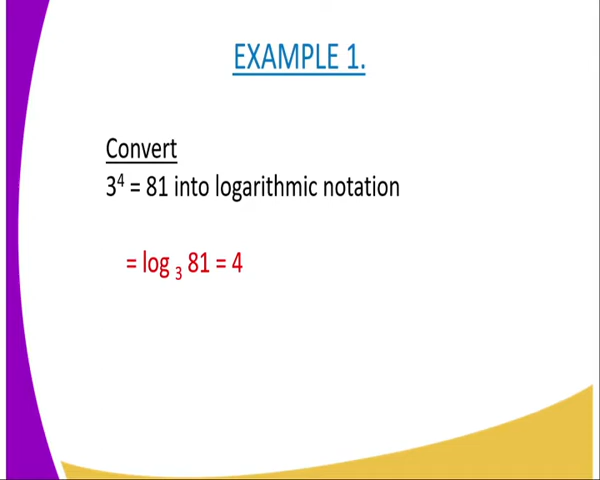 EXAMPLE 1.
Convert
3⁴ = 81 into logarithmic notation
= log ₃ 81 = 4